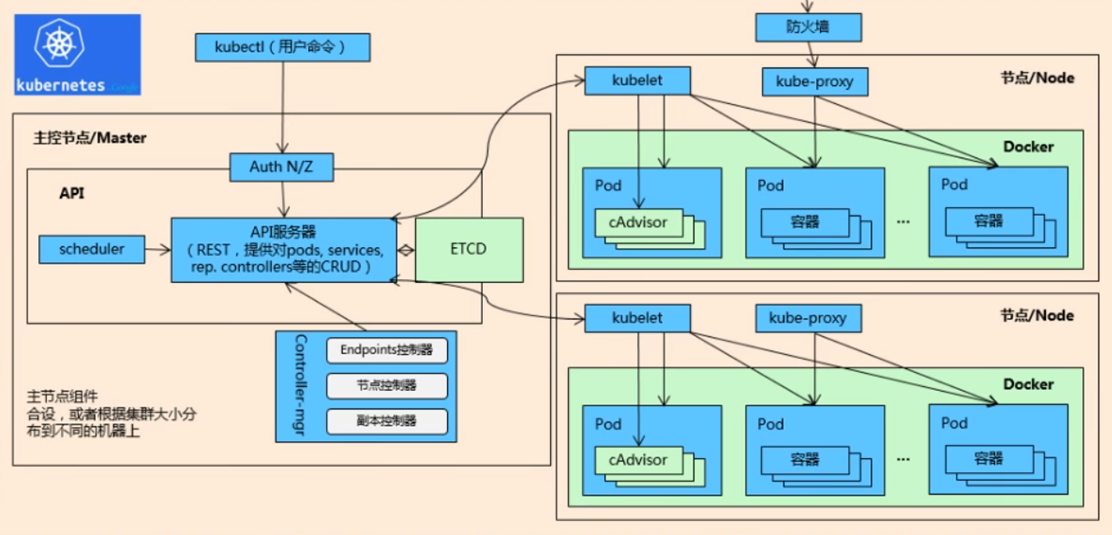 kubernetes
kubectl（用户命令）
主控节点/Master
Auth N/Z
API
scheduler
API服务器
（REST，提供对pods, services,
rep. controllers等的CRUD）
ETCD
Controller-mgr
Endpoints控制器
节点控制器
副本控制器
主节点组件
合设，或者根据集群大小分
布到不同的机器上
防火墙
kubelet
kube-proxy
节点/Node
Docker
Pod
cAdvisor
Pod
容器
...
Pod
容器
kubelet
kube-proxy
节点/Node
Docker
Pod
cAdvisor
Pod
容器
...
Pod
容器